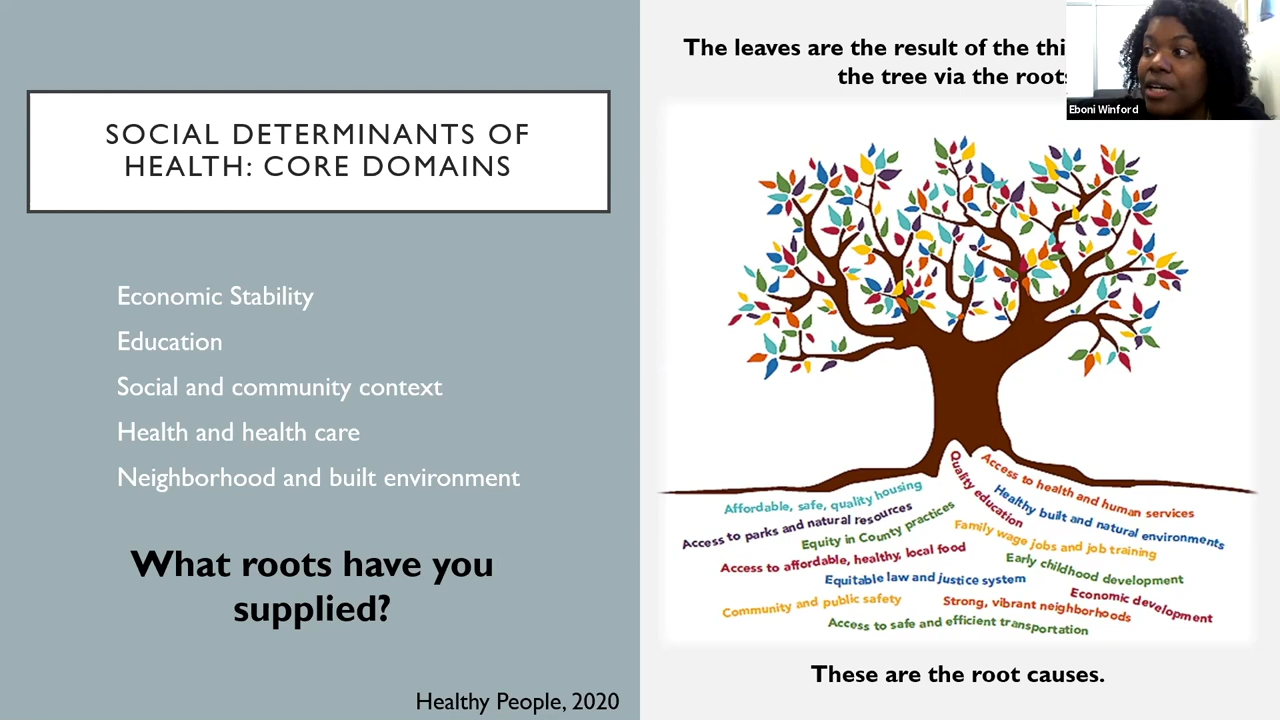 SOCIAL DETERMINANTS OF
HEALTH: CORE DOMAINS
Economic Stability
Education
Social and community context
Health and health care
Neighborhood and built environment
What roots have you
supplied?
Healthy People, 2020
The leaves are the result of the
the tree via the
Eboni Winford
Affordable, safe, quality housing
Access to parks and natural resources
Equity in County practices
Access to affordable, healthy, local food
Quality education
Access to health and human services
Healthy built and natural environments
Family wage jobs and job training
Early childhood development
Equitable law and justice system
Economic development
Community and public safety
Strong, vibrant neighborhoods
Access to safe and efficient transportation
These are the root causes.